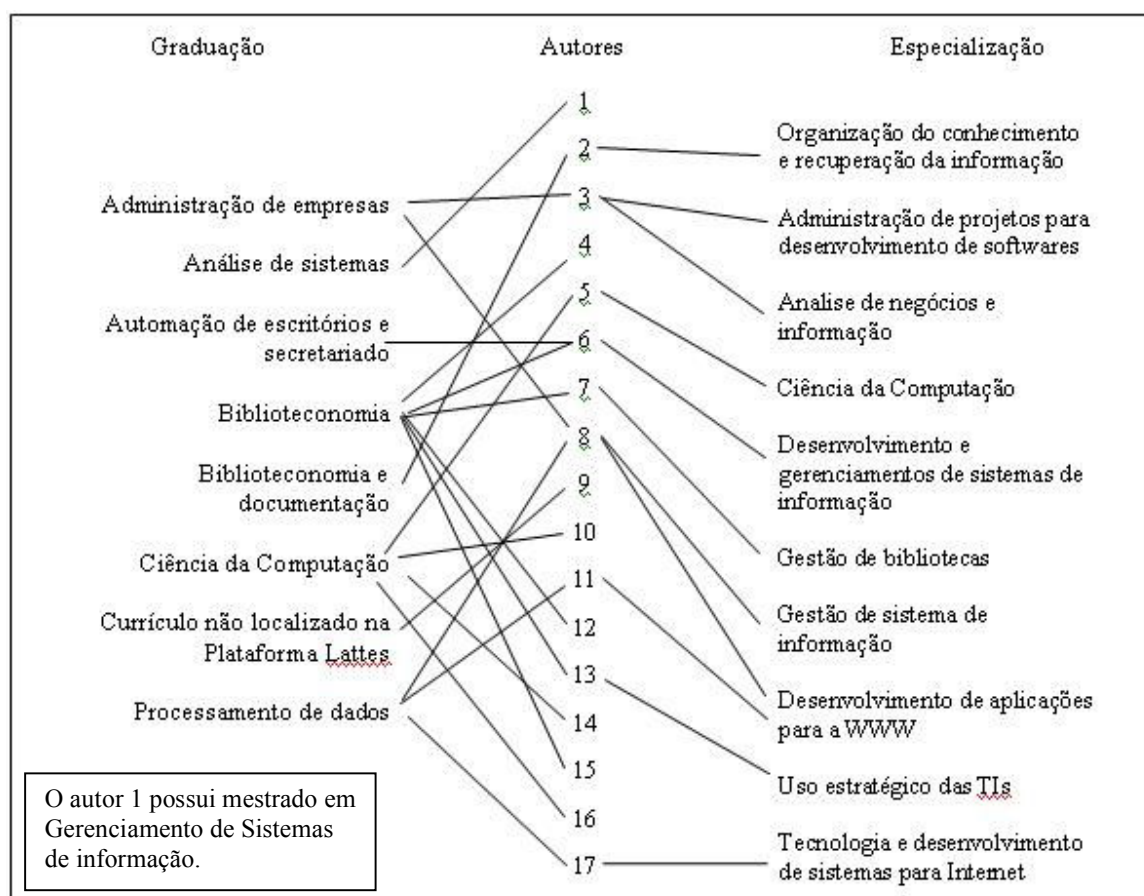 Graduação
Autores
Especialização
Administração de empresas
Análise de sistemas
Automação de escritórios e
secretariado
Biblioteconomia
Biblioteconomia e
documentação
Ciência da Computação
Currículo não localizado na
Plataforma Lattes
Processamento de dados
1
2
3
4
5
6
7
8
9
10
11
12
13
14
15
16
17
Organização do conhecimento
e recuperação da informação
Administração de projetos para
desenvolvimento de softwares
Analise de negócios e
informação
Ciência da Computação
Desenvolvimento e
gerenciamentos de sistemas de
informação
Gestão de bibliotecas
Gestão de sistema de
informação
Desenvolvimento de aplicações
para a WWW
Uso estratégico das TIs
Tecnologia e desenvolvimento
de sistemas para Internet
O autor 1 possui mestrado em
Gerenciamento de Sistemas
de informação.